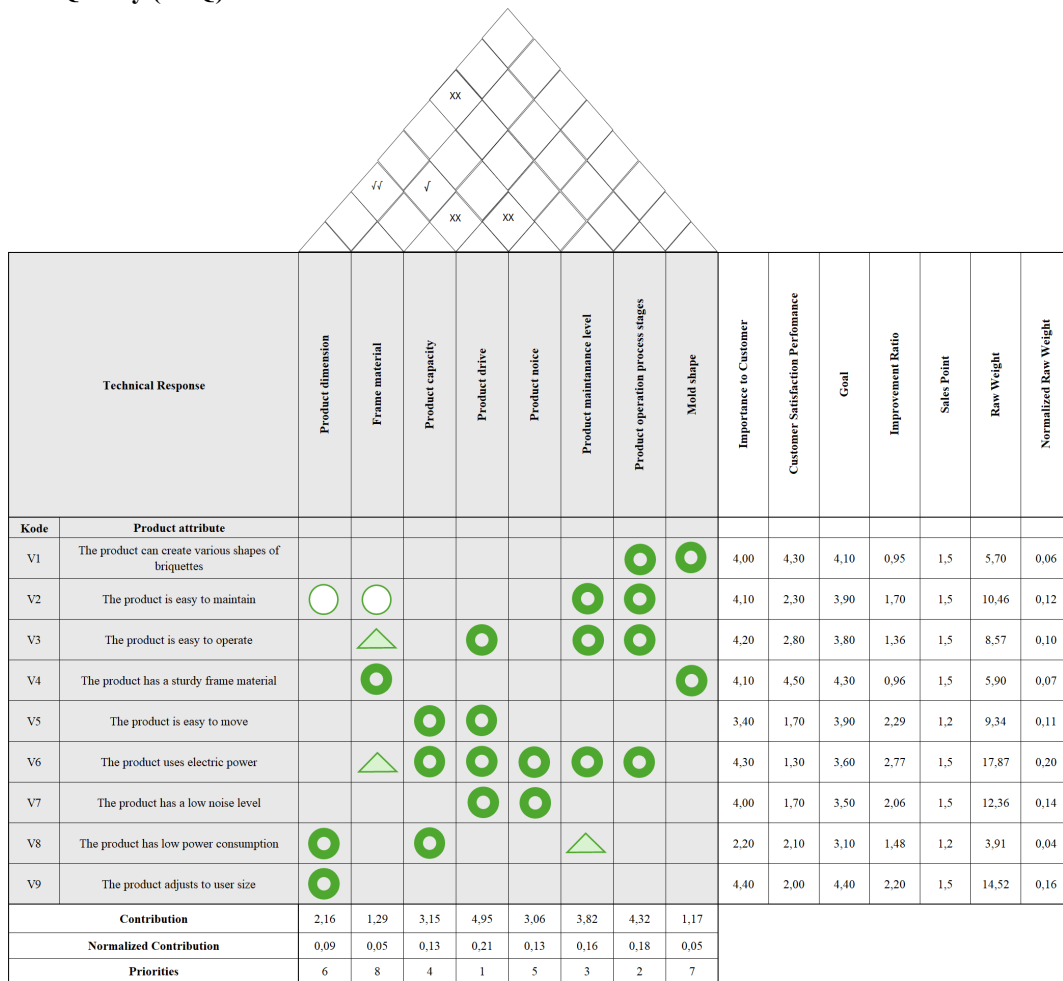 XX
√√ √
XX XX
Technical Response
Product dimension
Frame material
Product capacity
Product drive
Product noice
Product maintanance level
Product operation process stages
Mold shape
Importance to Customer
Customer Satisfaction Perfomance
Goal
Improvement Ratio
Sales Point
Raw Weight
Normalized Raw Weight
Kode Product attribute
V1 The product can create various shapes of
briquettes
4,00 4,30 4,10 0,95 1,5 5,70 0,06
V2 The product is easy to maintain 4,10 2,30 3,90 1,70 1,5 10,46 0,12
V3 The product is easy to operate 4,20 2,80 3,80 1,36 1,5 8,57 0,10
V4 The product has a sturdy frame material 4,10 4,50 4,30 0,96 1,5 5,90 0,07
V5 The product is easy to move 3,40 1,70 3,90 2,29 1,2 9,34 0,11
V6 The product uses electric power 4,30 1,30 3,60 2,77 1,5 17,87 0,20
V7 The product has a low noise level 4,00 1,70 3,50 2,06 1,5 12,36 0,14
V8 The product has low power consumption 2,20 2,10 3,10 1,48 1,2 3,91 0,04
V9 The product adjusts to user size 4,40 2,00 4,40 2,20 1,5 14,52 0,16
Contribution 2,16 1,29 3,15 4,95 3,06 3,82 4,32 1,17
Normalized Contribution 0,09 0,05 0,13 0,21 0,13 0,16 0,18 0,05
Priorities 6 8 4 1 5 3 2 7